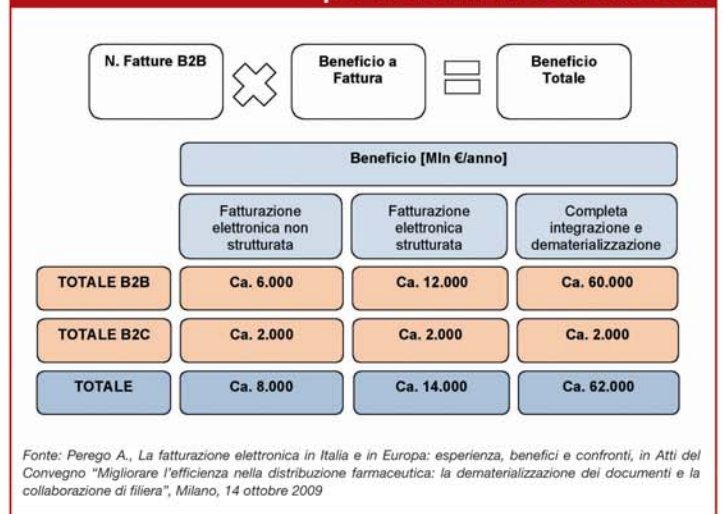 N. Fatture B2B
Beneficio a
Fattura
Beneficio
Totale
Beneficio [Mln €/anno]
Fatturazione
elettronica non
strutturata
Fatturazione
elettronica
strutturata
Completa
integrazione e
dematerializzazione
TOTALE B2B Ca. 6.000 Ca. 12.000 Ca. 60.000
TOTALE B2C Ca. 2.000 Ca. 2.000 Ca. 2.000
TOTALE Ca. 8.000 Ca. 14.000 Ca. 62.000
Fonte: Perego A., La fatturazione elettronica in Italia e in Europa: esperienza, benefici e confronti, in Atti del
Convegno “Migliorare l’efficienza nella distribuzione farmaceutica: la dematerializzazione dei documenti e la
collaborazione di filiera”, Milano, 14 ottobre 2009